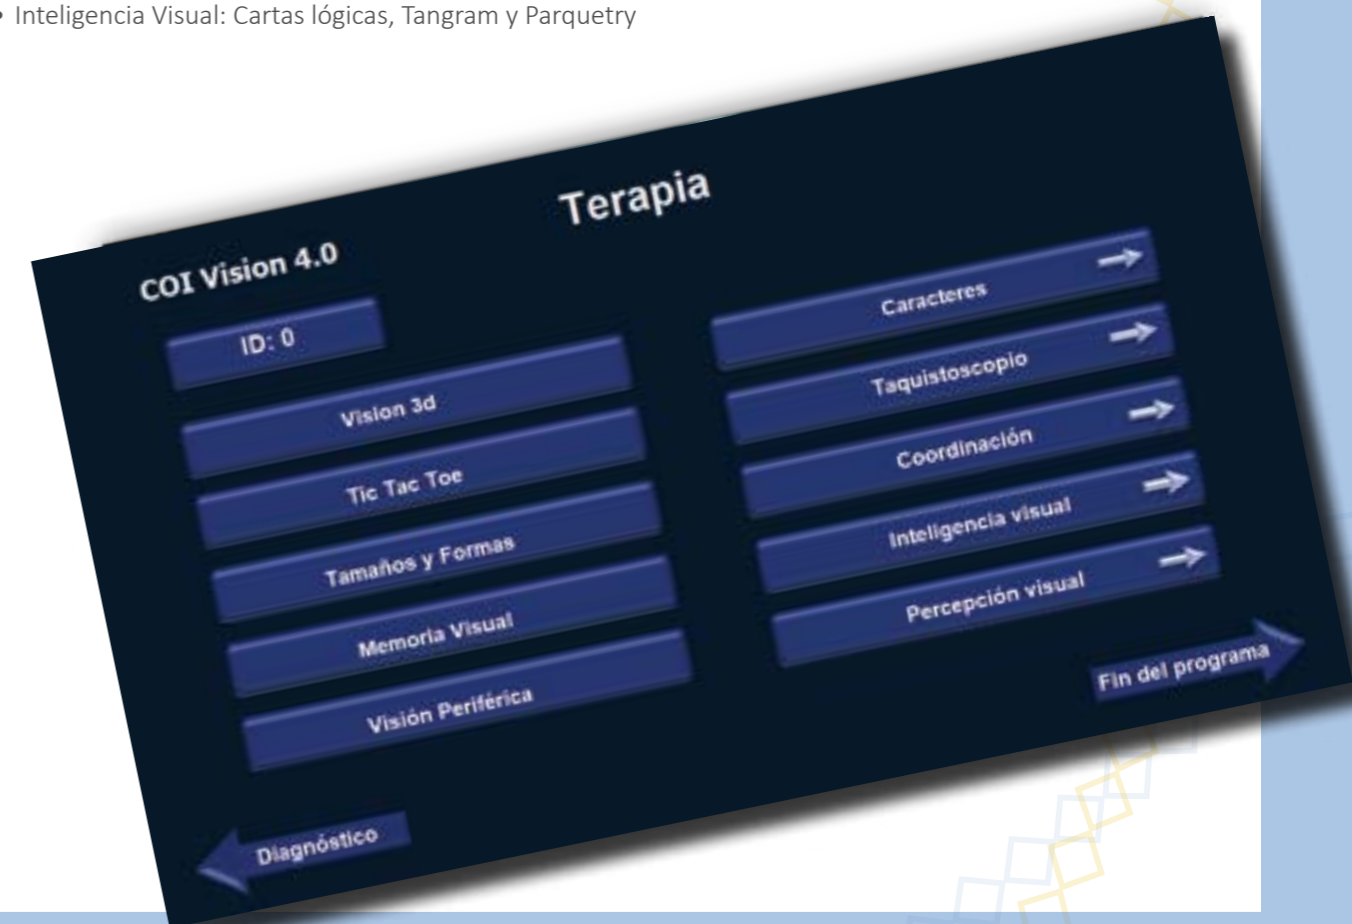 • Inteligencia Visual: Cartas lógicas, Tangram y Parquetry
Terapia
COI Vision 4.0
ID: 0
Vision 3d
Tic Tac Toe
Tamaños y Formas
Memoria Visual
Visión Periférica
Caracteres
Taquistoscopio
Coordinación
Inteligencia visual
Percepción visual
Fin del programa
Diagnóstico